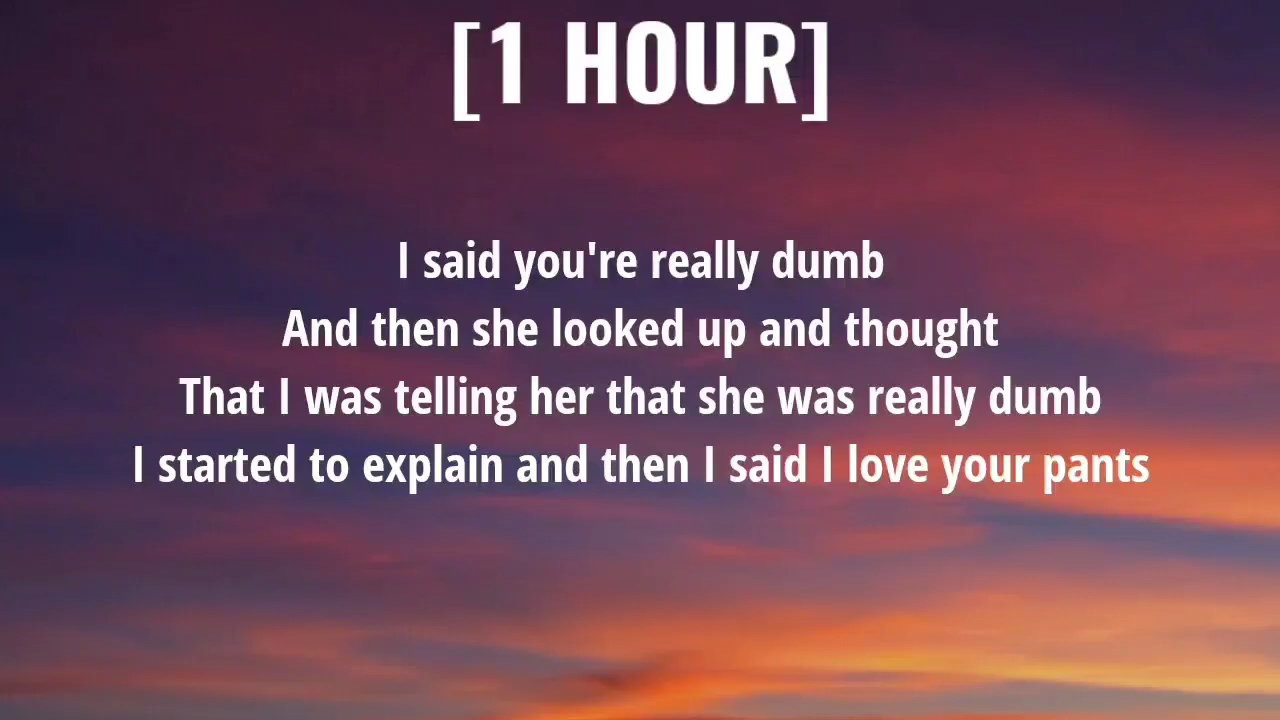 [1 HOUR]
I said you're really dumb
And then she looked up and thought
That I was telling her that she was really dumb
I started to explain and then I said I love your pants